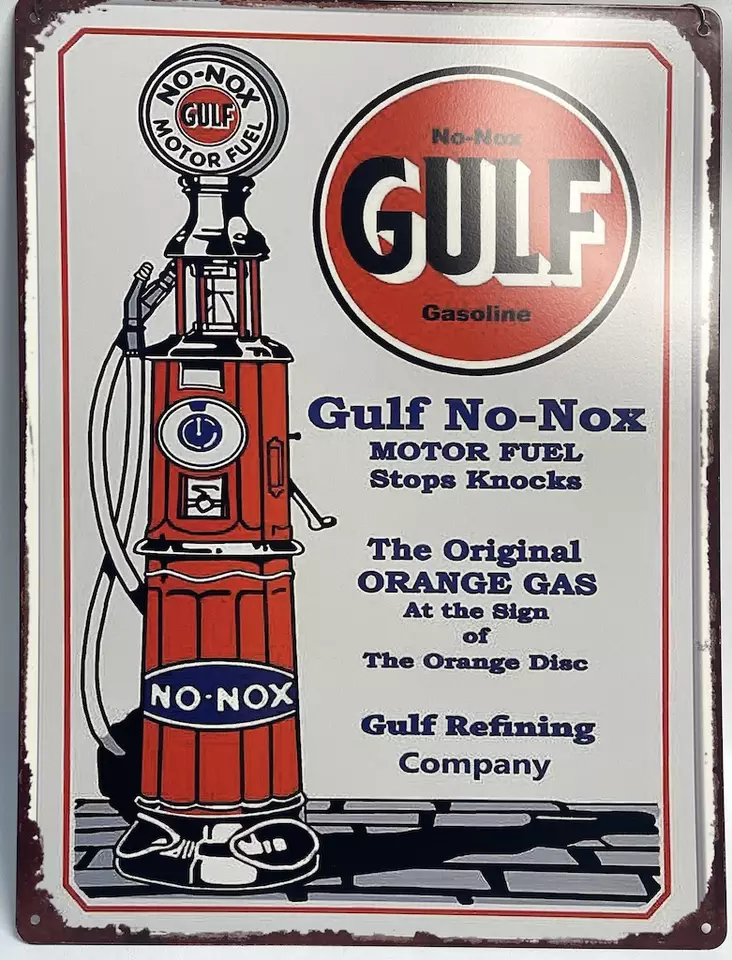 NO-NOX
GULF
MOTOR FUEL
No-Nox
GULF
Gasoline
Gulf No-Nox
MOTOR FUEL
Stops Knocks
The Original
ORANGE GAS
At the Sign
of
The Orange Disc
Gulf Refining
Company
NO-NOX